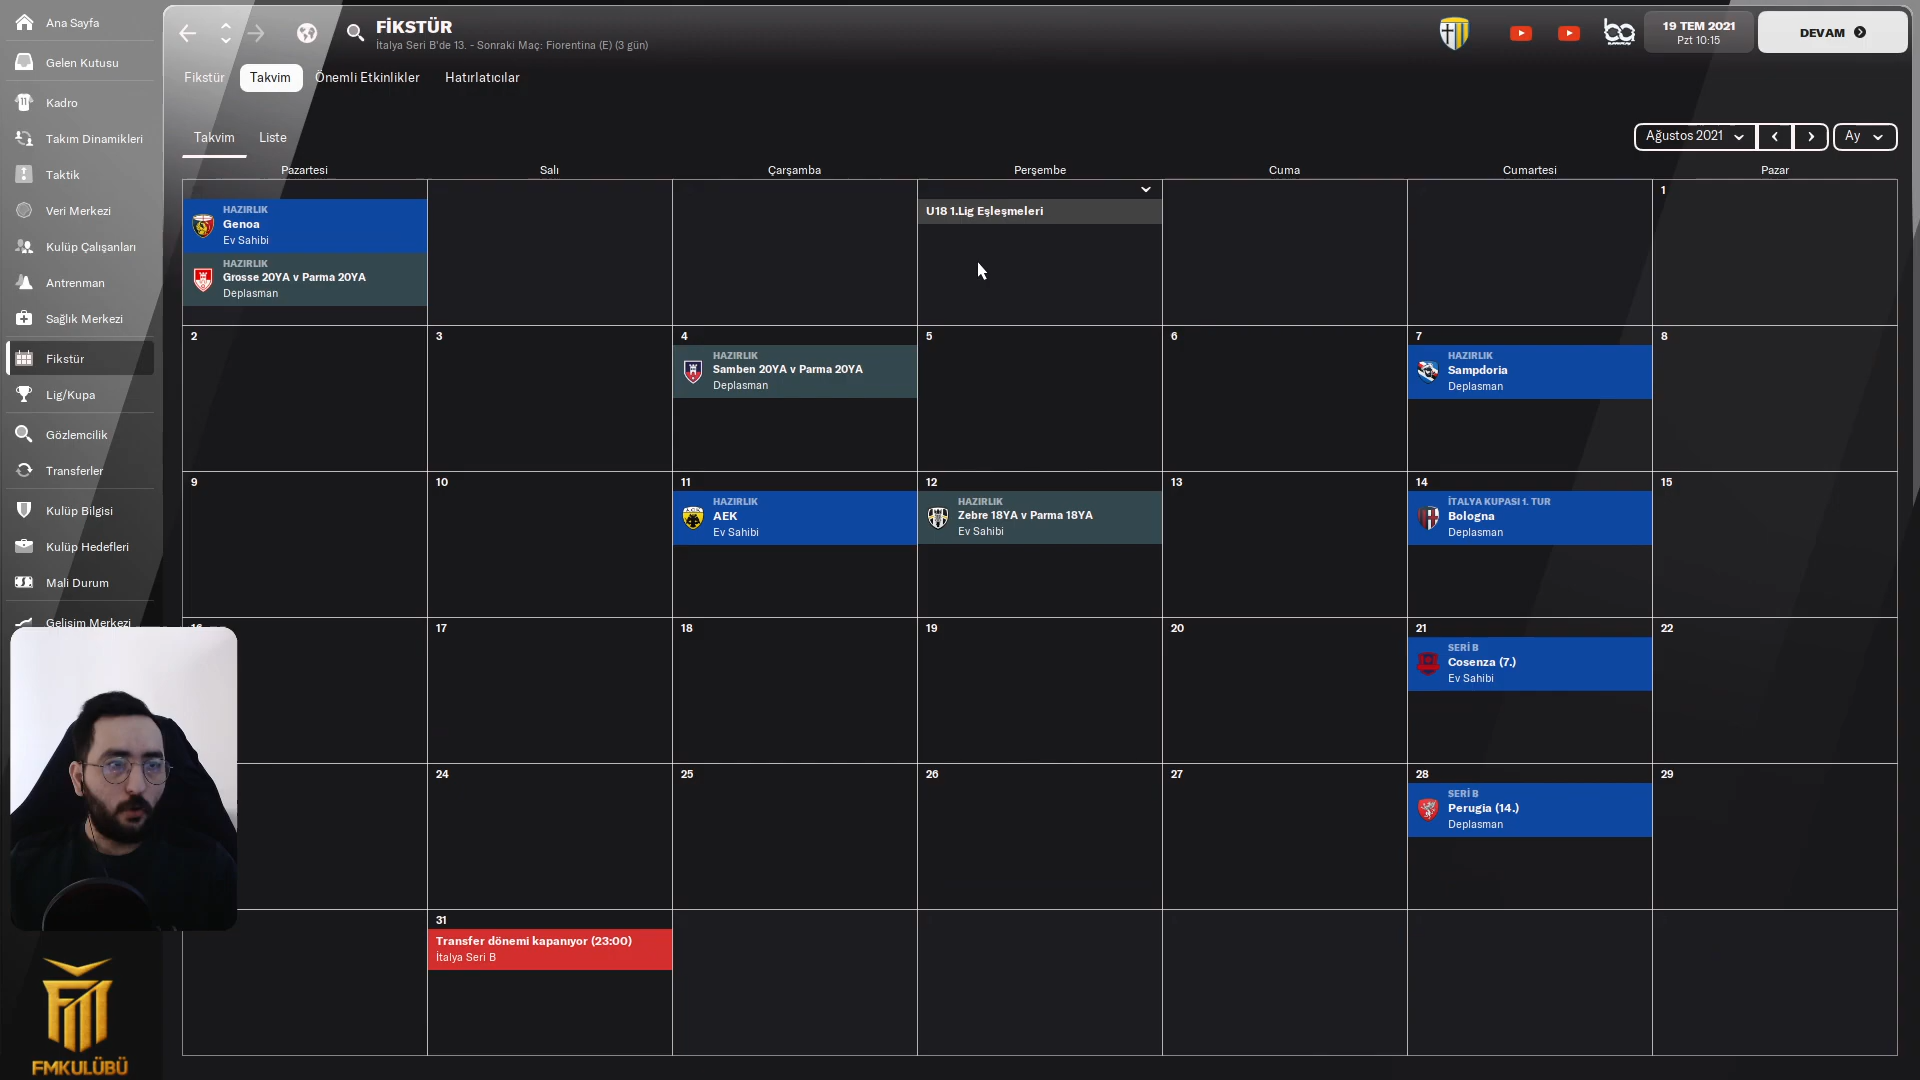 Ana Sayfa
Gelen Kutusu
Kadro
Takım Dinamikleri
Taktik
Veri Merkezi
Kulüp Çalışanları
Antrenman
Sağlık Merkezi
Fikstür
Lig/Kupa
Gözlemcilik
Transferler
Kulüp Bilgisi
Kulüp Hedefleri
Mali Durum
Gelişim Merkezi
FMKULÜBÜ
FİKSTÜR
İtalya Seri B'de 13. - Sonraki Maç: Fiorentina (E) (3 gün)
19 TEM 2021
Pzt 10:15
DEVAM
Fikstür
Takvim
Önemli Etkinlikler
Hatırlatıcılar
Takvim
Liste
Ağustos 2021
Ay
Pazartesi
Salı
Çarşamba
Perşembe
Cuma
Cumartesi
Pazar
HAZIRLIK
Genoa
Ev Sahibi
HAZIRLIK
Grosse 20YA v Parma 20YA
Deplasman
U18 1.Lig Eşleşmeleri
1
2
3
4
HAZIRLIK
Samben 20YA v Parma 20YA
Deplasman
5
6
7
HAZIRLIK
Sampdoria
Deplasman
8
9
10
11
HAZIRLIK
AEK
Ev Sahibi
12
HAZIRLIK
Zebre 18YA v Parma 18YA
Ev Sahibi
13
14
İTALYA KUPASI 1. TUR
Bologna
Deplasman
15
17
18
19
20
21
SERİ B
Cosenza (7.)
Ev Sahibi
22
24
25
26
27
28
SERİ B
Perugia (14.)
Deplasman
29
31
Transfer dönemi kapanıyor (23:00)
İtalya Seri B